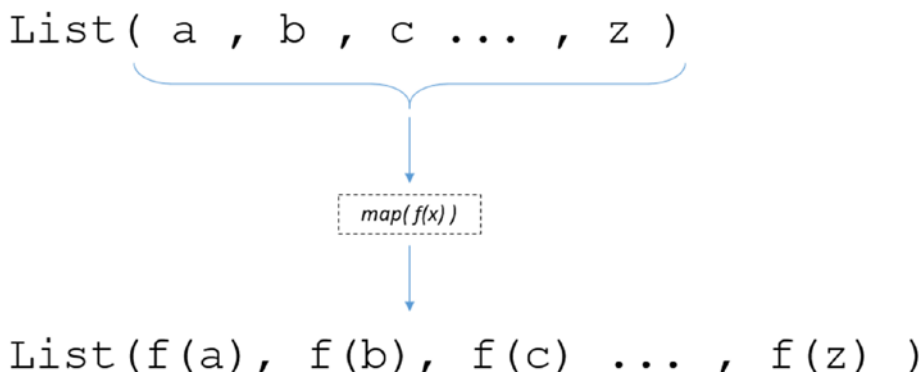 List( a , b , c ... , z )
map( f(x) )
List(f(a), f(b), f(c) ... , f(z) )